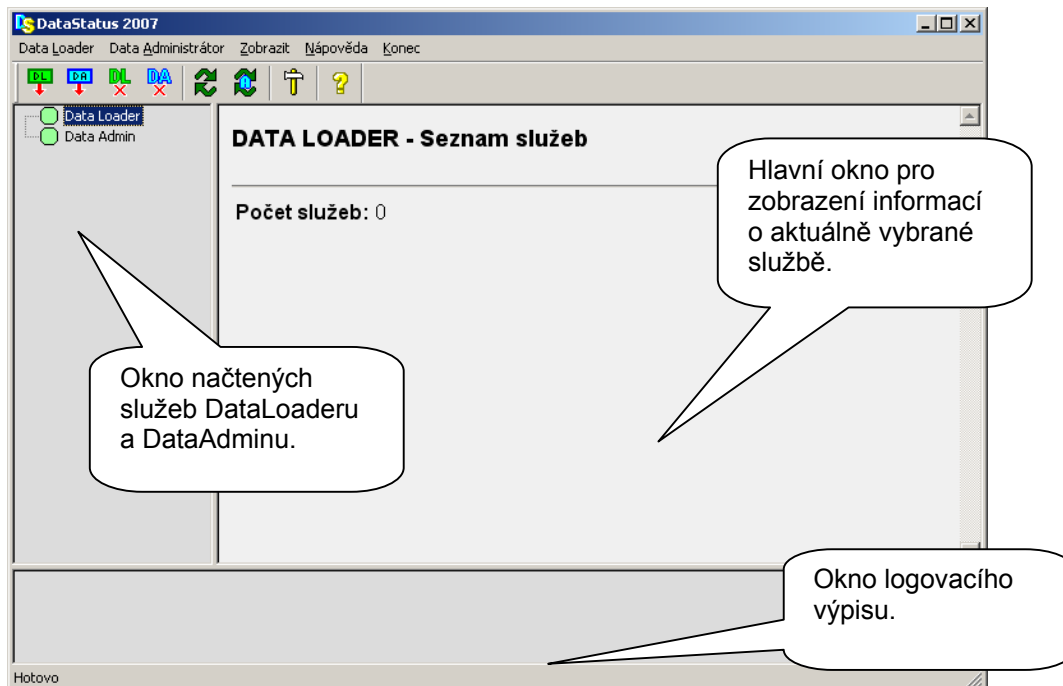 DataStatus 2007
Data Loader Data Administrátor Zobrazit Nápověda Konec
DL DA DL DA
Data Loader
Data Admin
DATA LOADER - Seznam služeb
Počet služeb: 0
Hlavní okno pro
zobrazení informací
o aktuálně vybrané
službě.
Okno načtených
služeb DataLoaderu
a DataAdminu.
Okno logovacího
výpisu.
Hotovo